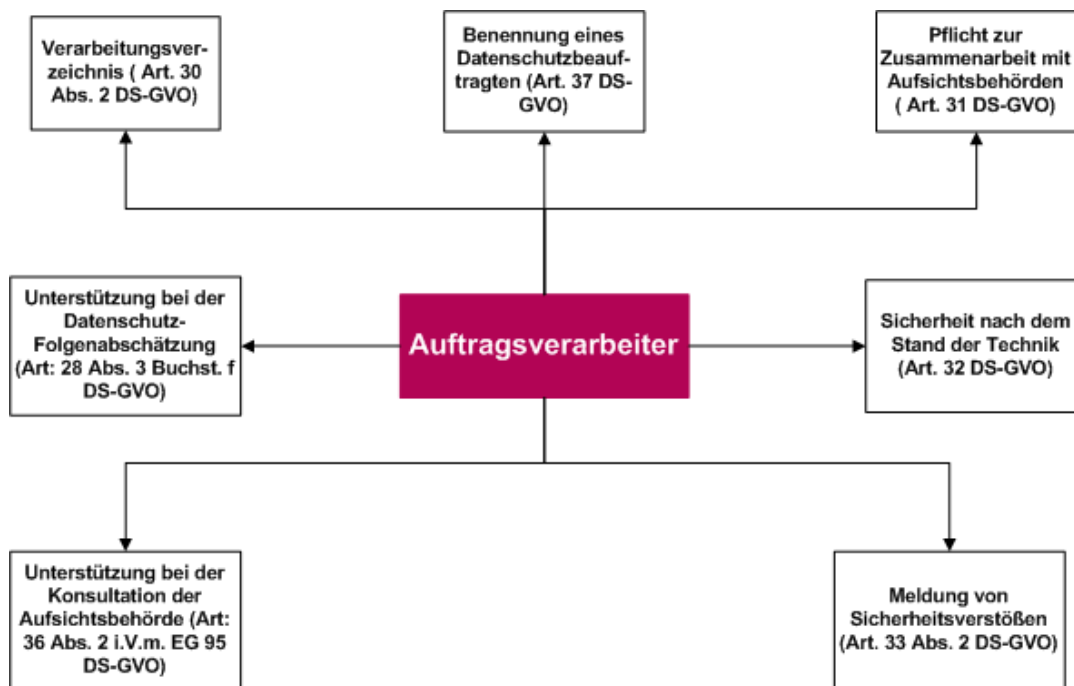 Verarbeitungsver-
zeichnis ( Art. 30
Abs. 2 DS-GVO)
Benennung eines
Datenschutzbeauf-
tragten (Art. 37 DS-
GVO)
Pflicht zur
Zusammenarbeit mit
Aufsichtsbehörden
( Art. 31 DS-GVO)
Unterstützung bei der
Datenschutz-
Folgenabschätzung
(Art: 28 Abs. 3 Buchst. f
DS-GVO)
Auftragsverarbeiter
Sicherheit nach dem
Stand der Technik
(Art. 32 DS-GVO)
Unterstützung bei der
Konsultation der
Aufsichtsbehörde (Art:
36 Abs. 2 i.V.m. EG 95
DS-GVO)
Meldung von
Sicherheitsverstößen
(Art. 33 Abs. 2 DS-GVO)